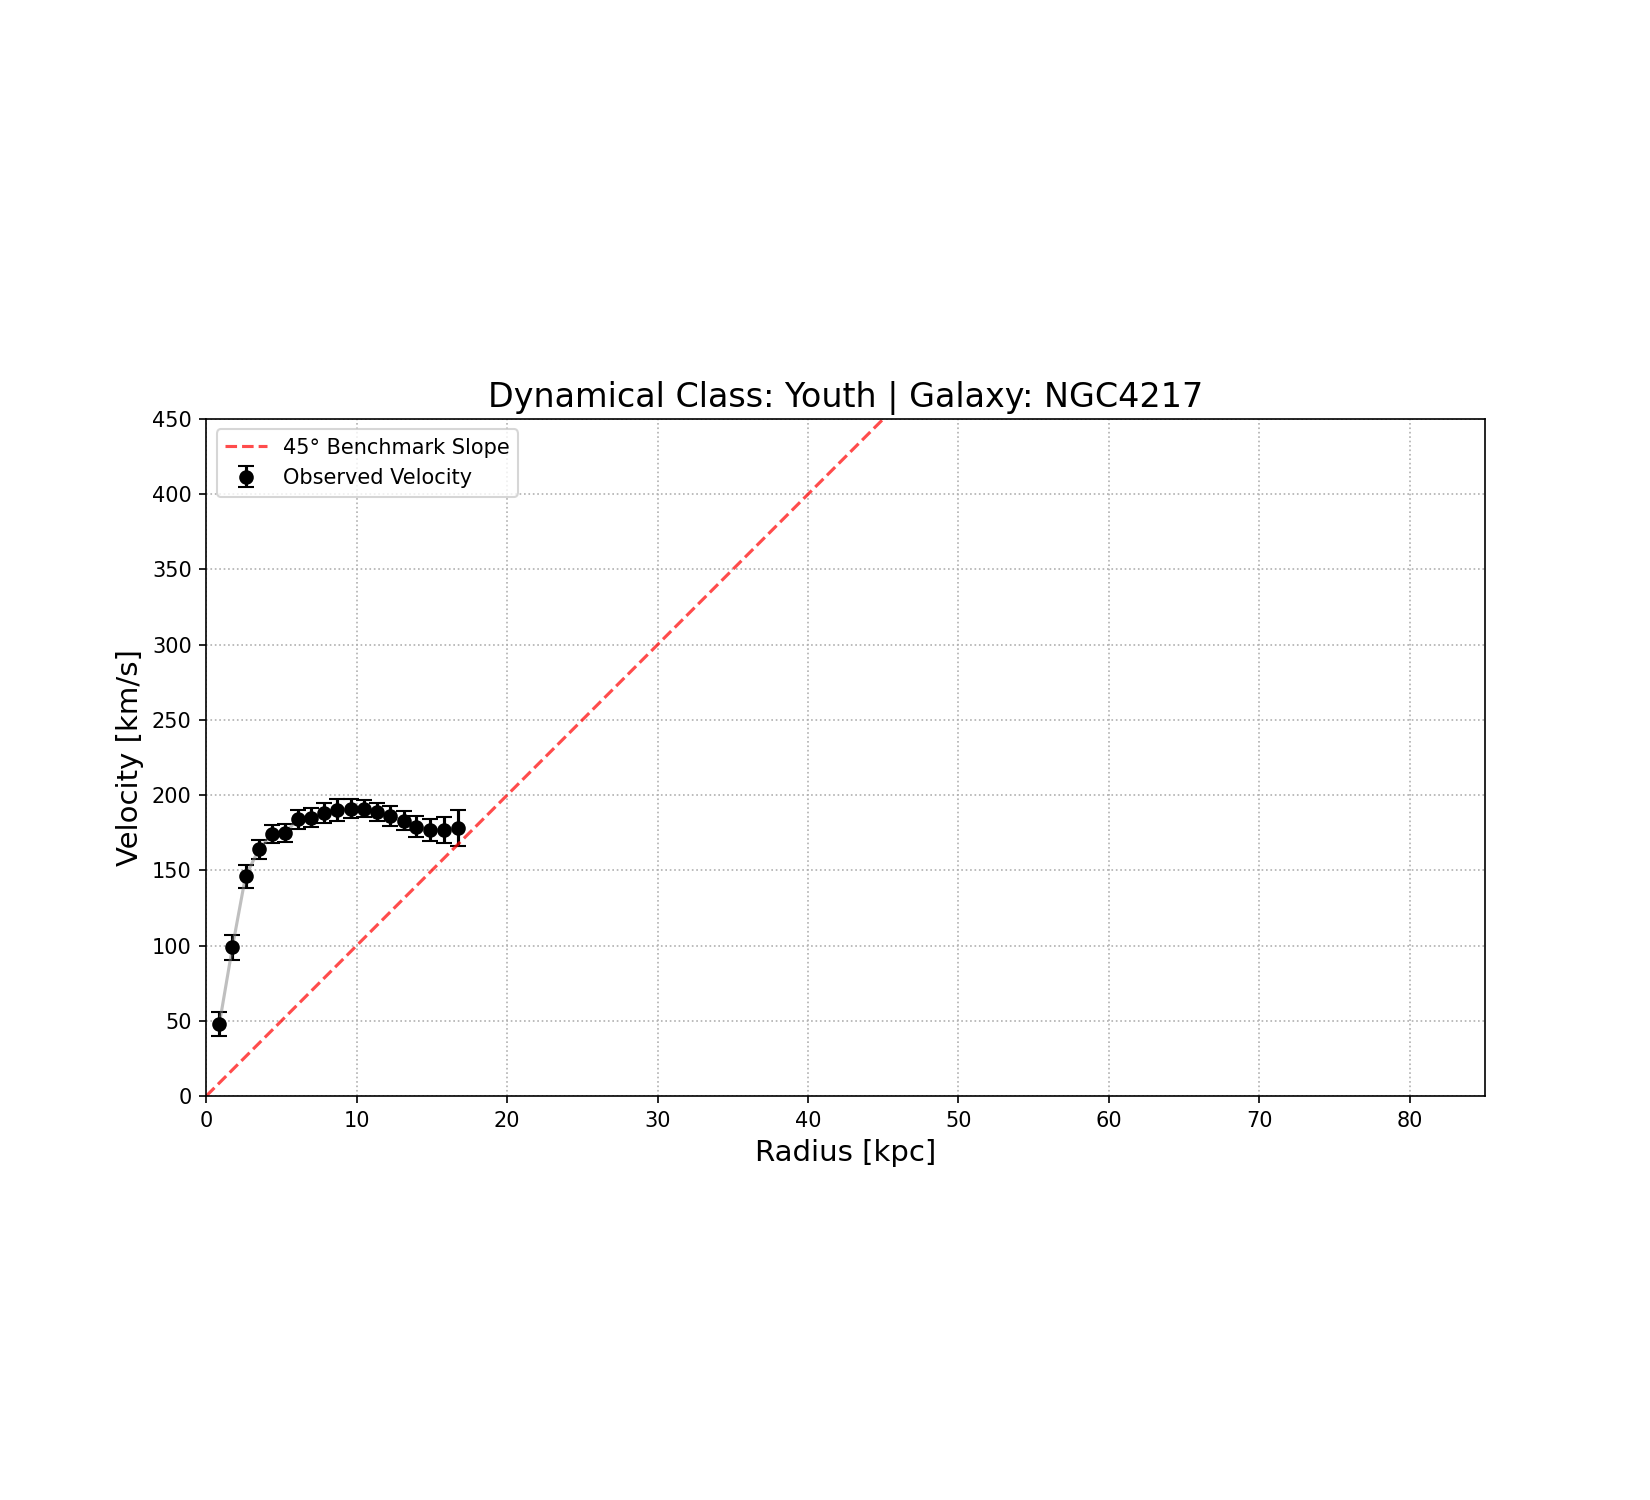 Dynamical Class: Youth | Galaxy: NGC4217
45° Benchmark Slope
Observed Velocity
450
400
350
300
250
200
150
100
50
0
Velocity [km/s]
0 10 20 30 40 50 60 70 80
Radius [kpc]